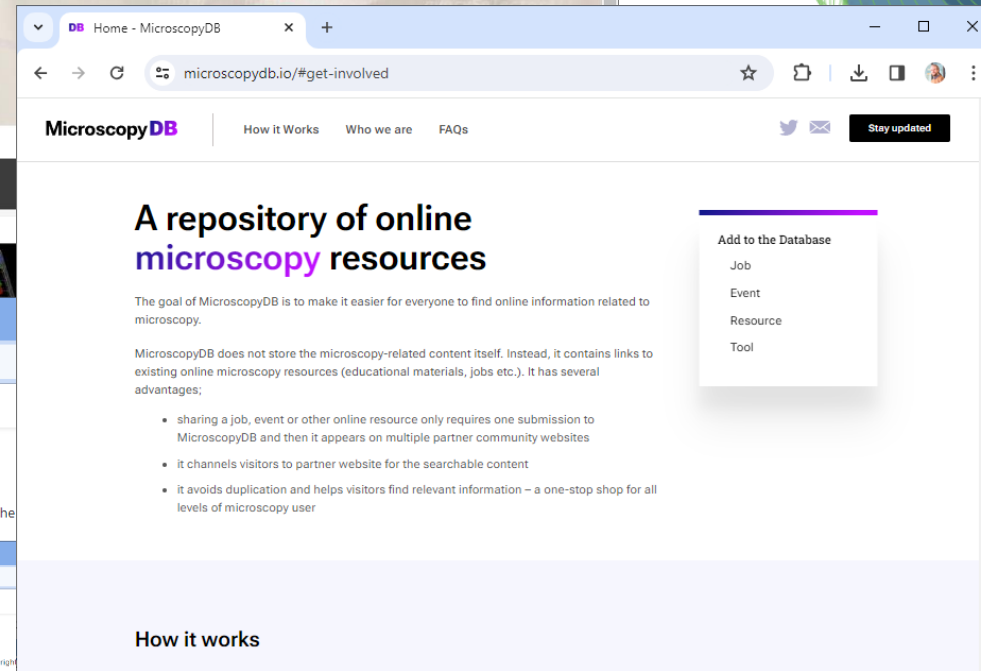 DB Home - MicroscopyDB
microscopydb.io/#get-involved
MicroscopyDB
How it Works Who we are FAQs
Stay updated
A repository of online
microscopy resources
The goal of MicroscopyDB is to make it easier for everyone to find online information related to
microscopy.
MicroscopyDB does not store the microscopy-related content itself. Instead, it contains links to
existing online microscopy resources (educational materials, jobs etc.). It has several
advantages;
sharing a job, event or other online resource only requires one submission to
MicroscopyDB and then it appears on multiple partner community websites
it channels visitors to partner website for the searchable content
it avoids duplication and helps visitors find relevant information – a one-stop shop for all
levels of microscopy user
Add to the Database
Job
Event
Resource
Tool
he
How it works
right